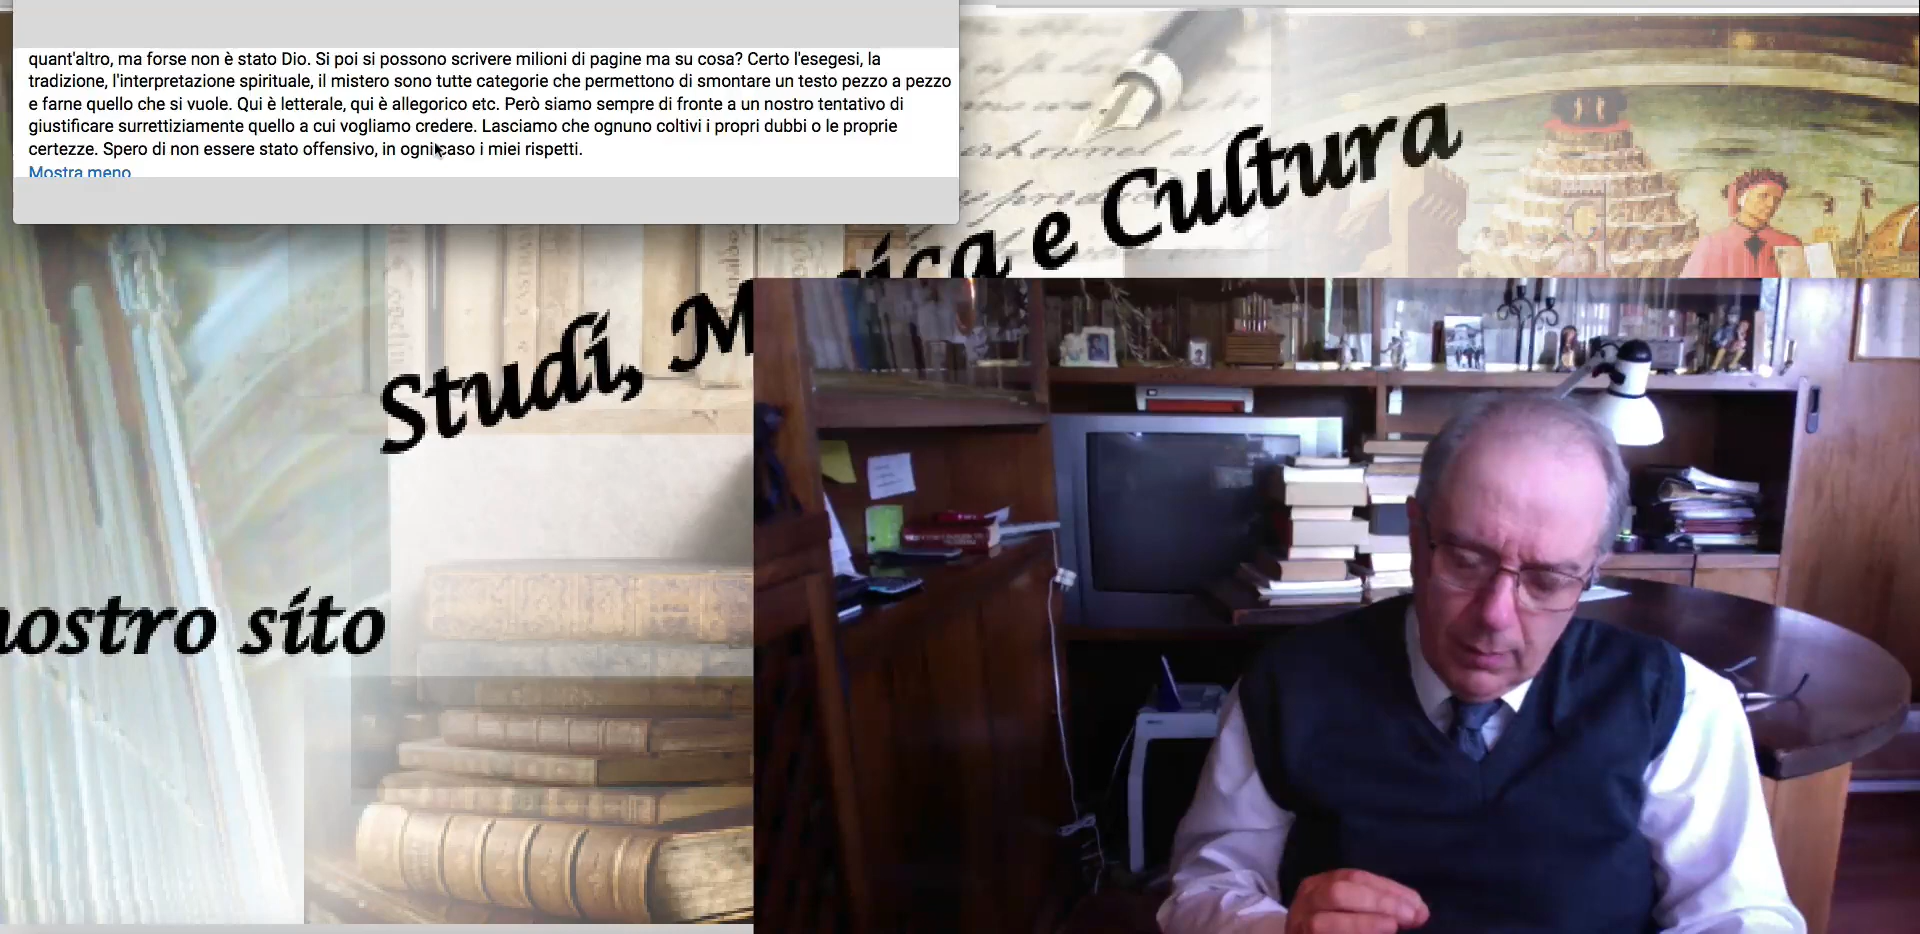 quant'altro, ma forse non è stato Dio. Si poi si possono scrivere milioni di pagine ma su cosa? Certo l'esegesi, la
tradizione, l'interpretazione spirituale, il mistero sono tutte categorie che permettono di smontare un testo pezzo a pezzo
e farne quello che si vuole. Qui è letterale, qui è allegorico etc. Però siamo sempre di fronte a un nostro tentativo di
giustificare surrettiziamente quello a cui vogliamo credere. Lasciamo che ognuno coltivi i propri dubbi o le proprie
certezze. Spero di non essere stato offensivo, in ogni caso i miei rispetti.
Mostra meno
Studi, M ica e Cultura
nostro sito